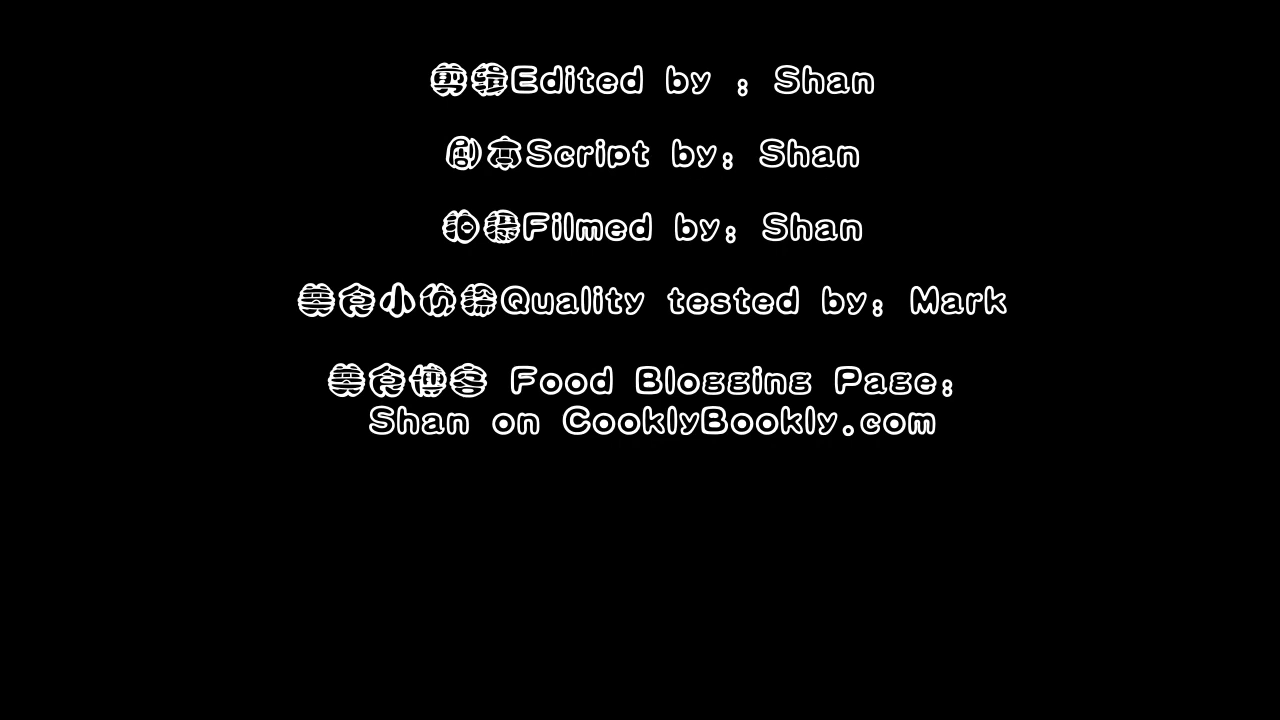 剪辑Edited by : Shan
剧本Script by: Shan
拍摄Filmed by: Shan
美食小价Quality tested by: Mark
美食博客 Food Blogging Page:
Shan on CooklyBookly.com